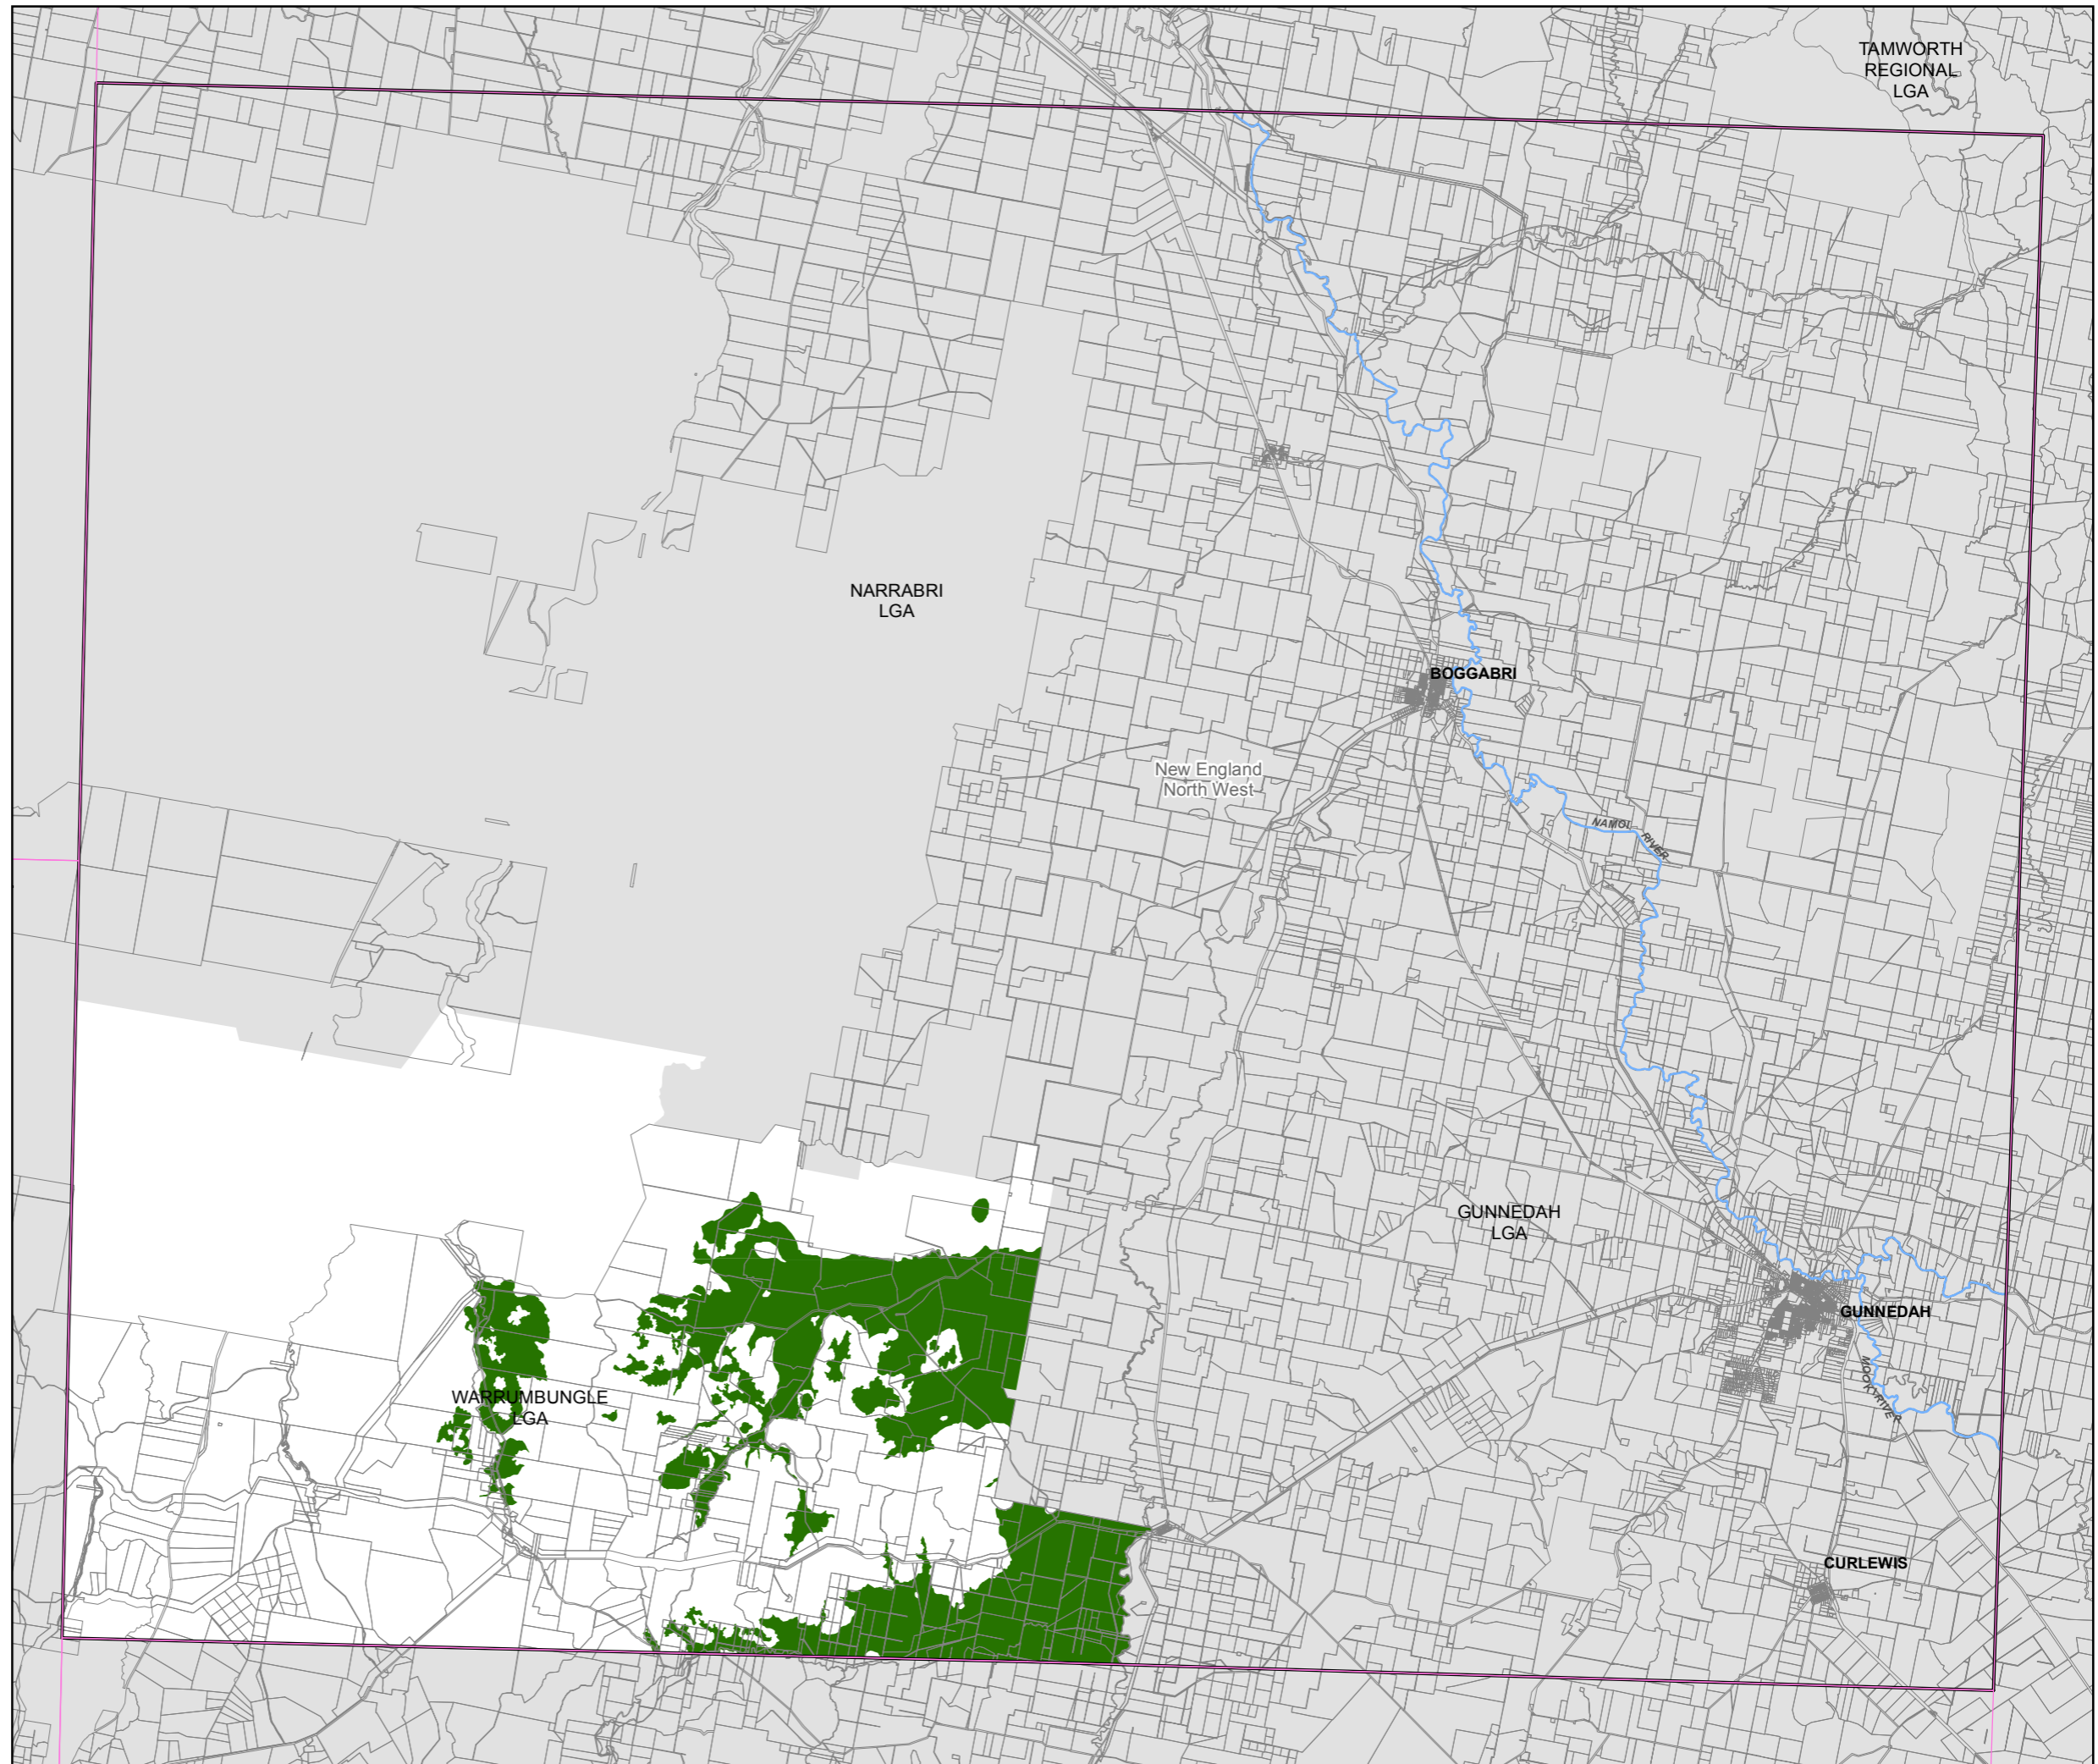 TAMWORTH
REGIONAL
LGA
NARRABRI
LGA
BOGGABRI
New England
North West
NAMOI RIVER
GUNNEDAH
LGA
GUNNEDAH
MOOKI RIVER
WARRUMBUNGLE
LGA
CURLEWIS